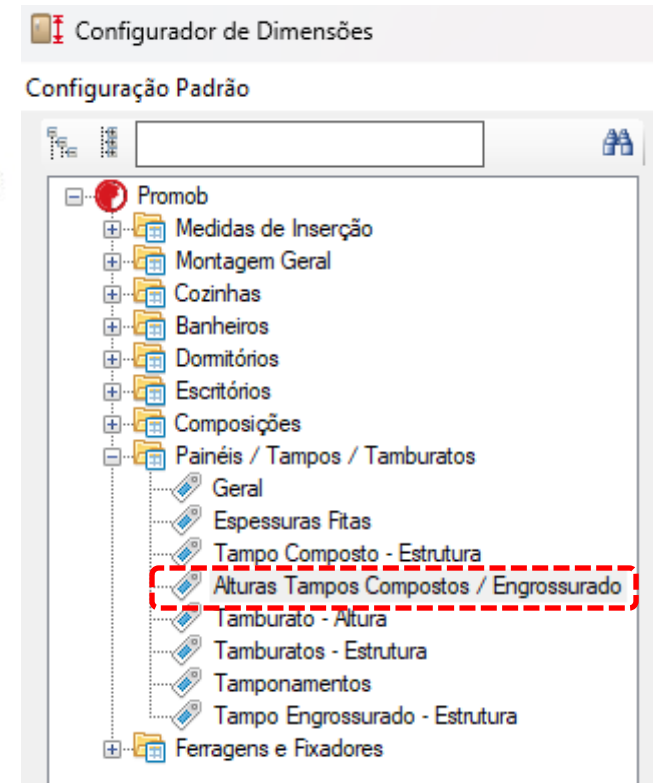 Configurador de Dimensões
Configuração Padrão
Promob
Medidas de Inserção
Montagem Geral
Cozinhas
Banheiros
Dormitórios
Escritórios
Composições
Painéis / Tampos / Tamburatos
Geral
Espessuras Fitas
Tampo Composto - Estrutura
Alturas Tampos Compostos / Engrossurado
Tamburato - Altura
Tamburatos - Estrutura
Tamponamentos
Tampo Engrossurado - Estrutura
Ferragens e Fixadores